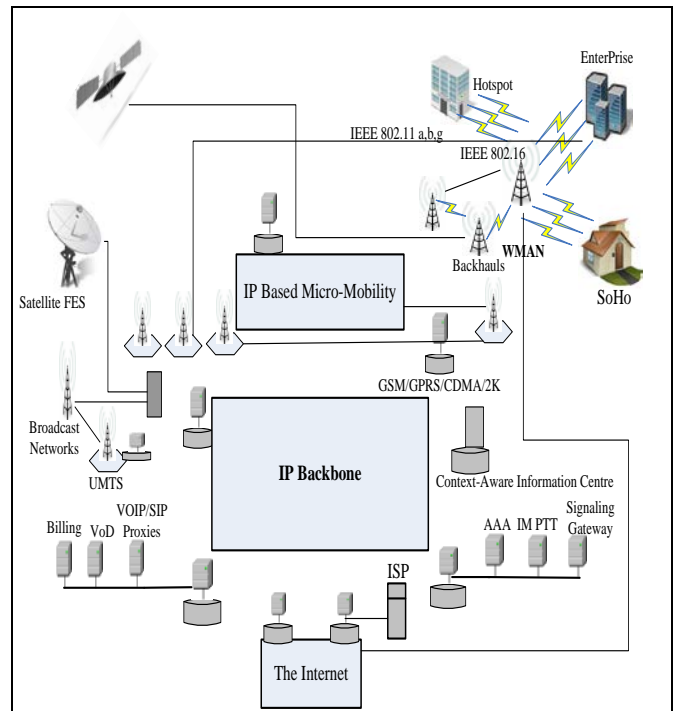 EnterPrise
Hotspot
IEEE 802.11 a,b,g
IEEE 802.16
WMAN
Backhauls
SoHo
IP Based Micro-Mobility
Satellite FES
GSM/GPRS/CDMA/2K
Broadcast
Networks
UMTS
IP Backbone
Context-Aware Information Centre
VOIP/SIP
Proxies
Billing
VoD
Signaling
Gateway
AAA
IM PTT
ISP
The Internet